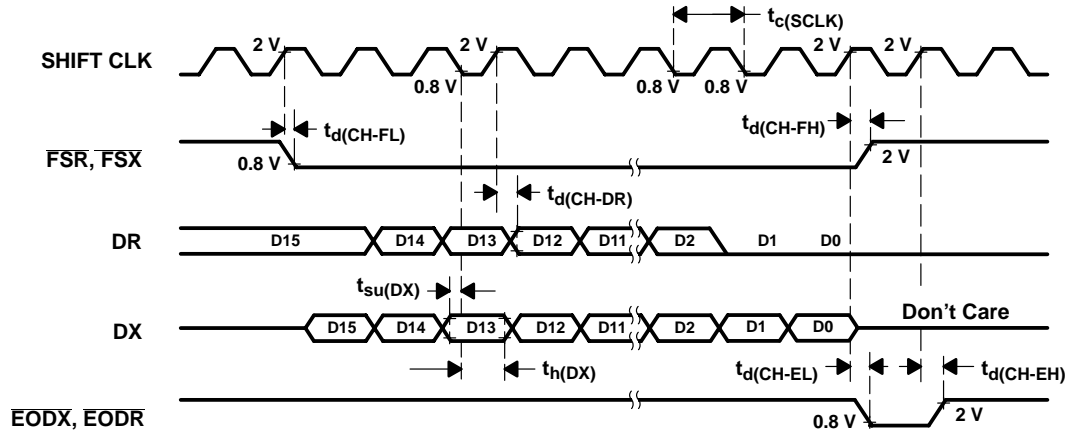 tc(SCLK)
2 V 2 V 2 V 2 V
SHIFT CLK
0.8 V 0.8 V 0.8 V
td(CH-FL) td(CH-FH)
FSR, FSX
0.8 V 2 V
td(CH-DR)
DR D15 D14 D13 D12 D11 D2 D1 D0
tsu(DX)
DX D15 D14 D13 D12 D11 D2 D1 D0 Don't Care
th(DX) td(CH-EL) td(CH-EH)
EODX, EODR
0.8 V 2 V